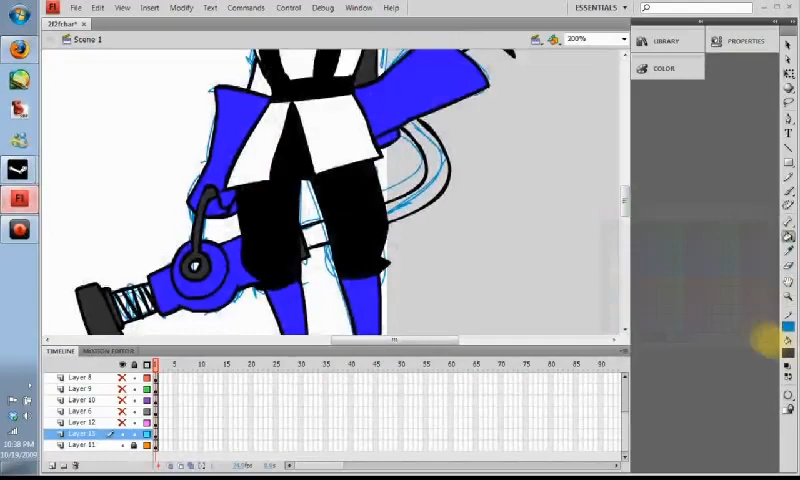 Fl File Edit View Insert Modify Text Commands Control Debug Window Help ESSENTIALS
2f2fchar*
Scene 1 200%
LIBRARY PROPERTIES
COLOR
TIMELINE MOTION EDITOR
5 10 15 20 25 30 35 40 45 50 55 60 65 70 75 80 85 90
Layer 8
Layer 9
Layer 10
Layer 6
Layer 12
Layer 13
Layer 11
10:38 PM
10/19/2009